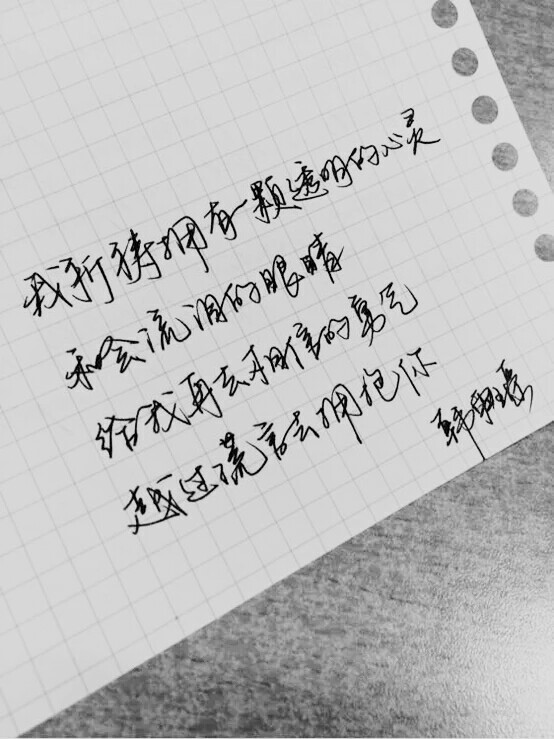 我祈祷拥有一颗透明的心灵
和会流泪的眼睛
给我再去相信的勇气
越过谎言去拥抱你
韩